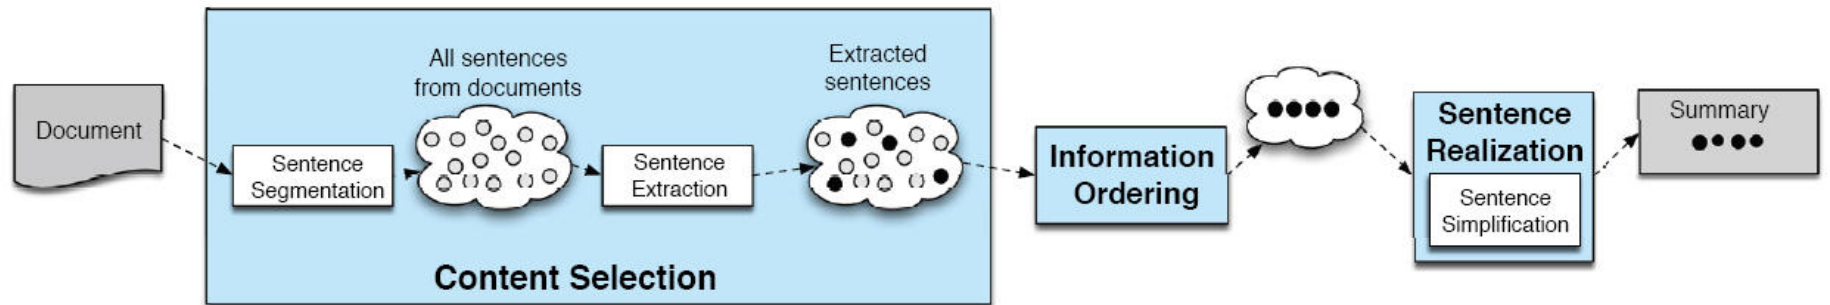 Document
Sentence
Segmentation
All sentences
from documents
Sentence
Extraction
Extracted
sentences
Content Selection
Information
Ordering
Sentence
Realization
Sentence
Simplification
Summary